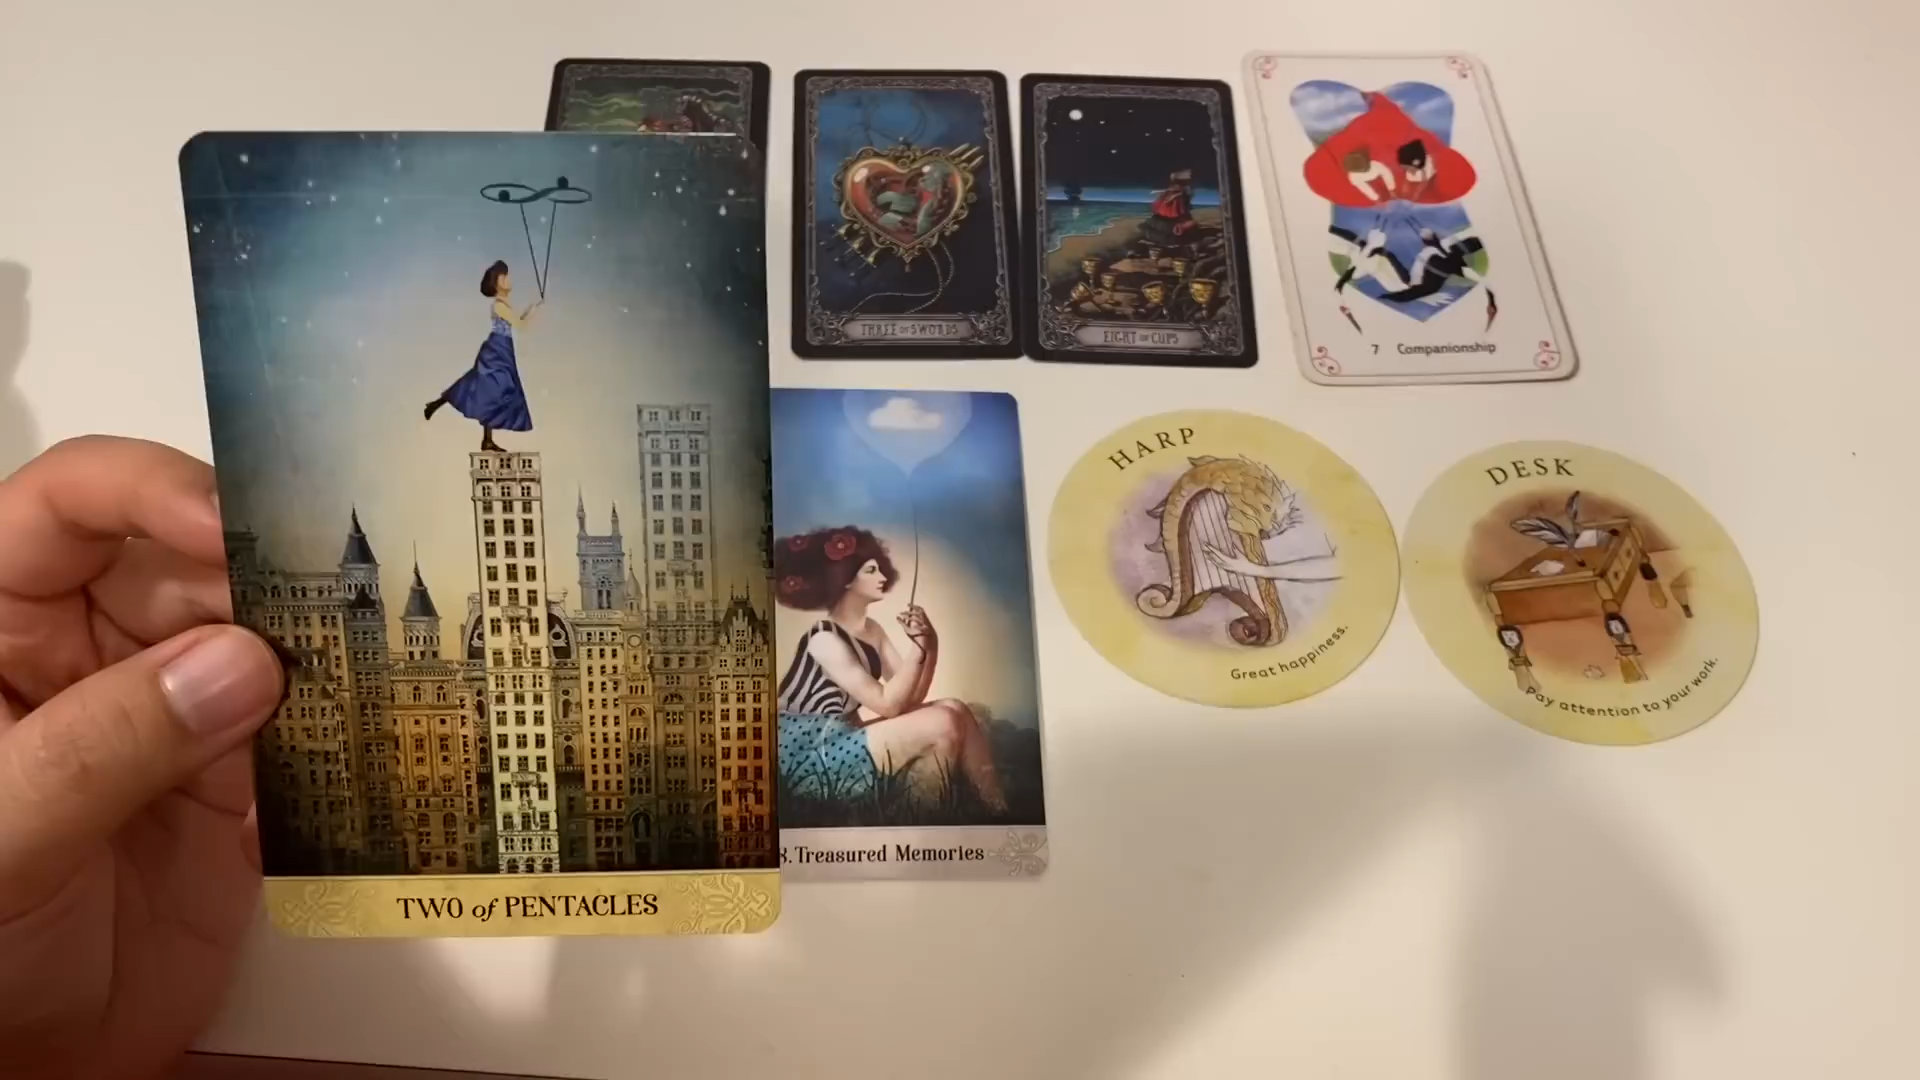 THREE OF SWORDS
EIGHT OF CUPS
7 Companionship
TWO of PENTACLES
8. Treasured Memories
HARP
Great happiness.
DESK
Pay attention to your work.